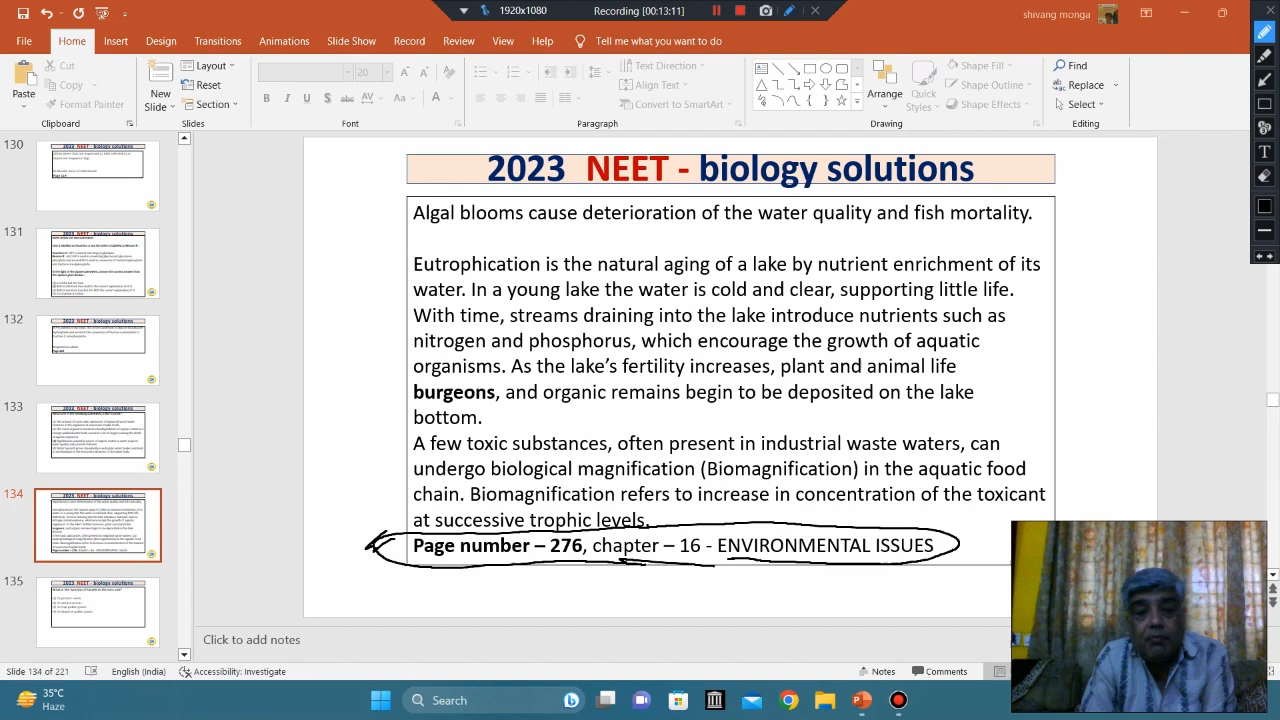 1920x1080
Recording [00:13:11]
shivang monga
File Home Insert Design Transitions Animations Slide Show Record Review View Help Tell me what you want to do
Paste
Cut
Copy
Format Painter
Clipboard
New Slide
Layout
Reset
Section
Slides
20
B I U S abc AV Aa A
Font
Text Direction
Align Text
Convert to SmartArt
Paragraph
Arrange
Quick Styles
Shape Fill
Shape Outline
Shape Effects
Drawing
Find
Replace
Select
Editing
130
131
132
133
134
135
2023 NEET - biology solutions
Algal blooms cause deterioration of the water quality and fish mortality.
Eutrophication is the natural aging of a lake by nutrient enrichment of its
water. In a young lake the water is cold and clear, supporting little life.
With time, streams draining into the lake introduce nutrients such as
nitrogen and phosphorus, which encourage the growth of aquatic
organisms. As the lake’s fertility increases, plant and animal life
burgeons, and organic remains begin to be deposited on the lake
bottom.
A few toxic substances, often present in industrial waste waters, can
undergo biological magnification (Biomagnification) in the aquatic food
chain. Biomagnification refers to increase in concentration of the toxicant
at successive trophic levels.
Page number – 276, chapter – 16 - ENVIRONMENTAL ISSUES
Click to add notes
Slide 134 of 221 English (India) Accessibility: Investigate Notes Comments
35°C
Haze
Search